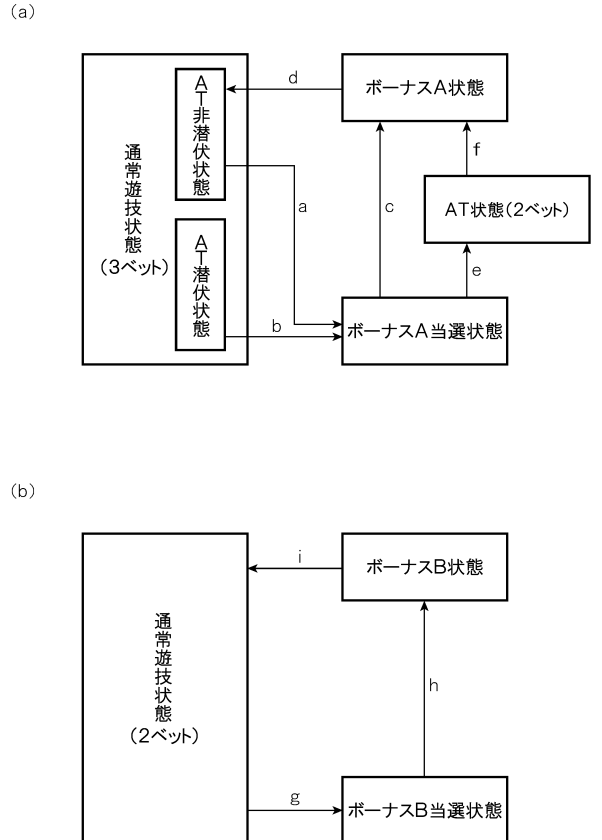 (a)
通常遊技状態
（3ベット）
AT非潜伏状態
AT潜伏状態
d
ボーナスA状態
a
c
f
AT状態（2ベット）
e
b
ボーナスA当選状態
(b)
通常遊技状態
（2ベット）
i
ボーナスB状態
h
g
ボーナスB当選状態